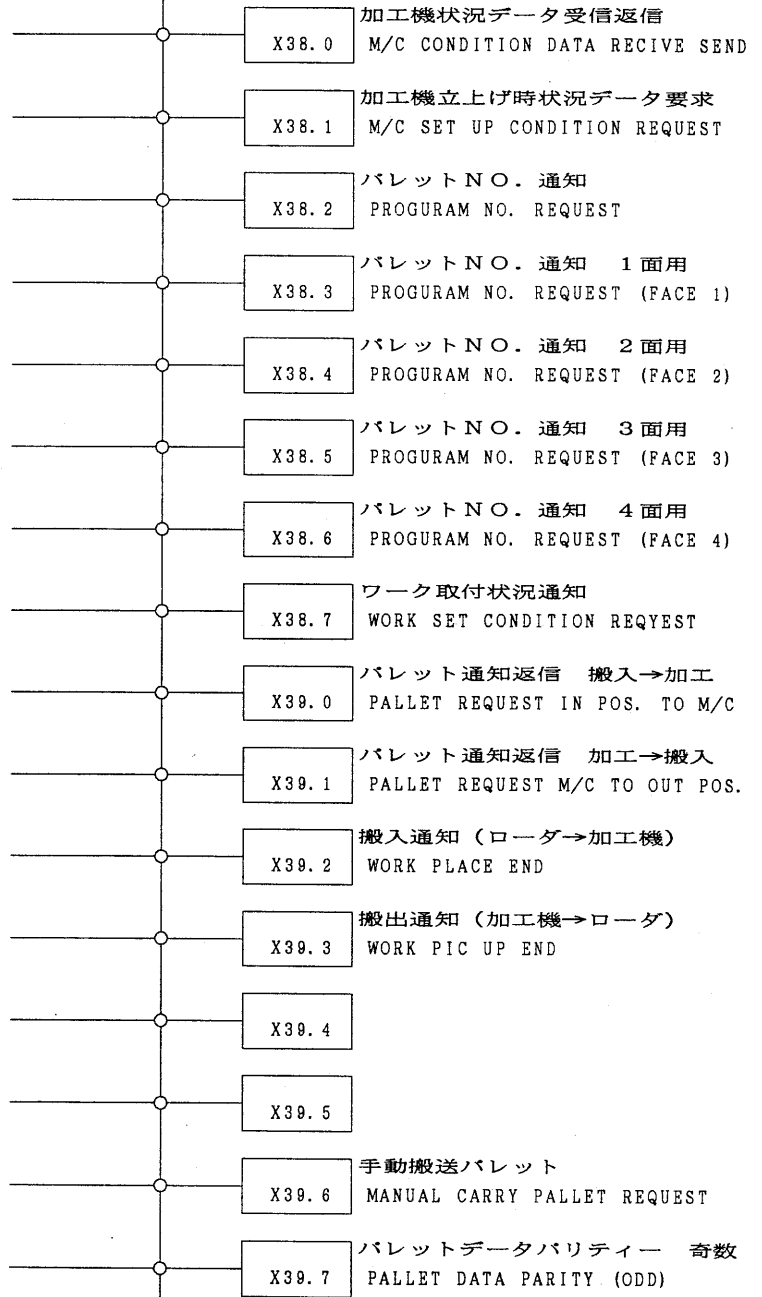 加工機状況データ受信返信
X38.0 M/C CONDITION DATA RECIVE SEND
加工機立上げ時状況データ要求
X38.1 M/C SET UP CONDITION REQUEST
パレットNO.通知
X38.2 PROGURAM NO. REQUEST
パレットNO.通知 1面用
X38.3 PROGURAM NO. REQUEST (FACE 1)
パレットNO.通知 2面用
X38.4 PROGURAM NO. REQUEST (FACE 2)
パレットNO.通知 3面用
X38.5 PROGURAM NO. REQUEST (FACE 3)
パレットNO.通知 4面用
X38.6 PROGURAM NO. REQUEST (FACE 4)
ワーク取付状況通知
X38.7 WORK SET CONDITION REQYEST
パレット通知返信 搬入→加工
X39.0 PALLET REQUEST IN POS. TO M/C
パレット通知返信 加工→搬入
X39.1 PALLET REQUEST M/C TO OUT POS.
搬入通知(ローダ→加工機)
X39.2 WORK PLACE END
搬出通知(加工機→ローダ)
X39.3 WORK PIC UP END
X39.4
X39.5
手動搬送パレット
X39.6 MANUAL CARRY PALLET REQUEST
パレットデータパリティー 奇数
X39.7 PALLET DATA PARITY (ODD)